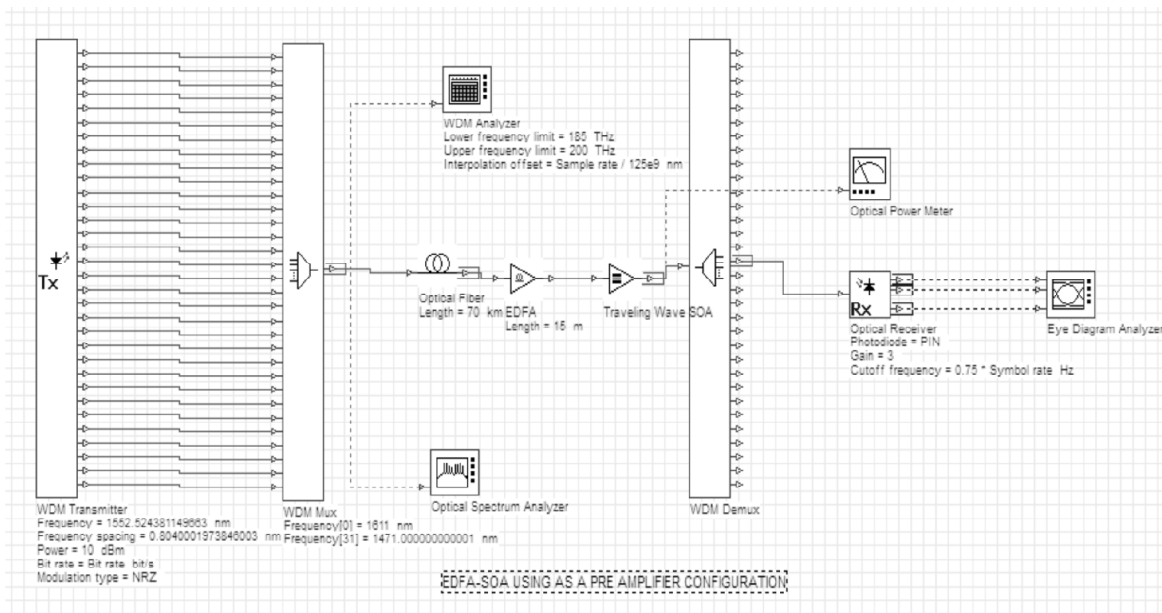 WDM Analyzer
Lower frequency limit = 185 THz
Upper frequency limit = 200 THz
Interpolation offset = Sample rate / 125e9 nm
Optical Power Meter
Tx
Optical Fiber
Length = 70 km
EDFA
Length = 15 m
Traveling Wave SOA
Rx
Optical Receiver
Photodiode = PIN
Gain = 3
Cutoff frequency = 0.75 * Symbol rate Hz
Eye Diagram Analyzer
Optical Spectrum Analyzer
WDM Transmitter
Frequency = 1552.524381149663 nm
Frequency spacing = 0.8040001973846003 nm
Power = 10 dBm
Bit rate = Bit rate bit/s
Modulation type = NRZ
WDM Mux
Frequency[0] = 1611 nm
Frequency[31] = 1471.000000000001 nm
WDM Demux
EDFA-SOA USING AS A PRE AMPLIFIER CONFIGURATION